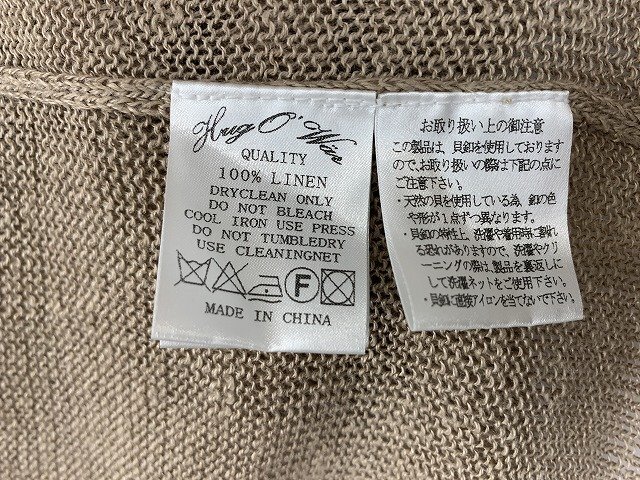 Hug O' War
QUALITY
100% LINEN
DRYCLEAN ONLY
DO NOT BLEACH
COOL IRON USE PRESS
DO NOT TUMBLEDRY
USE CLEANINGNET
F
MADE IN CHINA
お取り扱い上の御注意
この製品は、貝釦を使用しております
ので、お取り扱いの際は下記の点に
ご注意下さい。
・天然の貝を使用している為、釦の色
や形が1点ずつ異なります。
・貝釦の特性上、洗濯や着用時に割れ
る恐れがありますので、洗濯やクリ
ーニングの際は、製品を裏返しに
して洗濯ネットをご使用下さい。
・貝釦に直接アイロンを当てないで下さい。